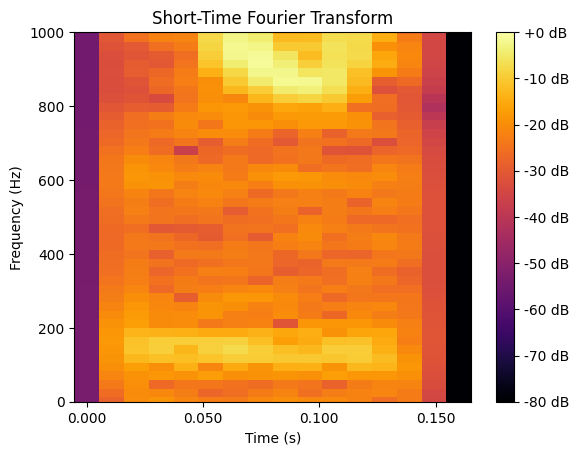 Short-Time Fourier Transform
1000
800
600
400
200
0
Frequency (Hz)
0.000
0.050
0.100
0.150
Time (s)
+0 dB
-10 dB
-20 dB
-30 dB
-40 dB
-50 dB
-60 dB
-70 dB
-80 dB